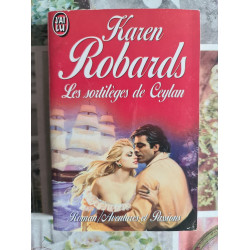 J'AI
LU
Karen
Robards
Les sortilèges de Ceylan
Roman/Aventures et Passions